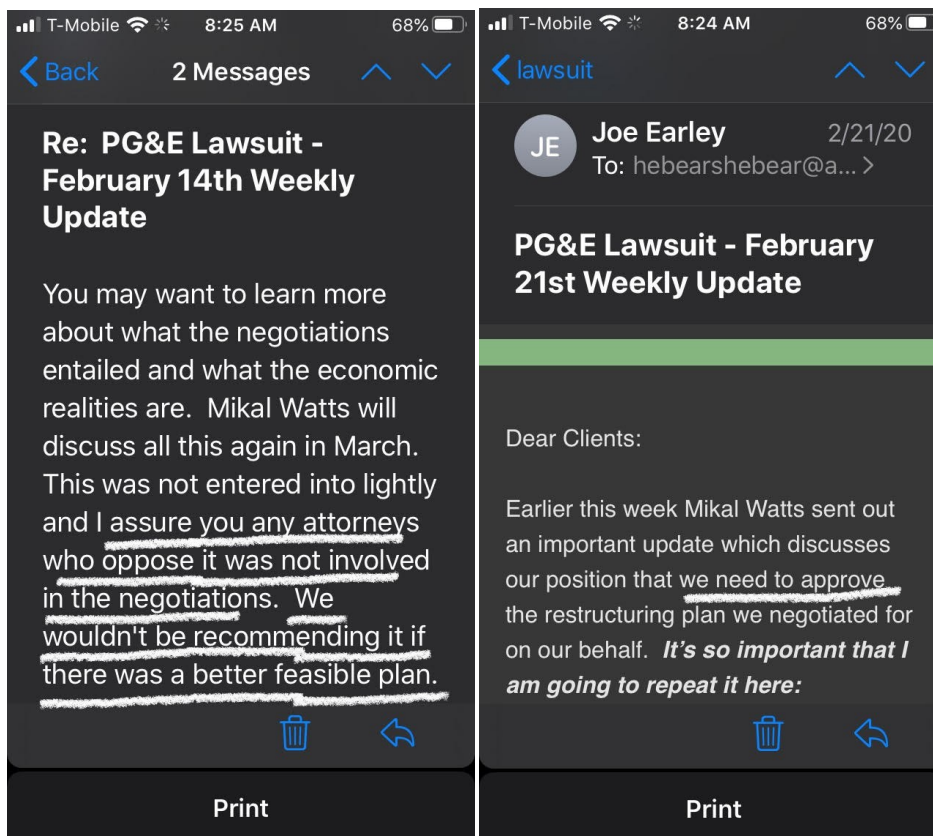 T-Mobile 8:25 AM 68%
Back 2 Messages
Re: PG&E Lawsuit -
February 14th Weekly
Update
You may want to learn more
about what the negotiations
entailed and what the economic
realities are. Mikal Watts will
discuss all this again in March.
This was not entered into lightly
and I assure you any attorneys
who oppose it was not involved
in the negotiations. We
wouldn't be recommending it if
there was a better feasible plan.
Print
T-Mobile 8:24 AM 68%
lawsuit
JE
Joe Earley 2/21/20
To: hebearshebear@a...
PG&E Lawsuit - February
21st Weekly Update
Dear Clients:
Earlier this week Mikal Watts sent out
an important update which discusses
our position that we need to approve
the restructuring plan we negotiated for
on our behalf. It's so important that I
am going to repeat it here:
Print